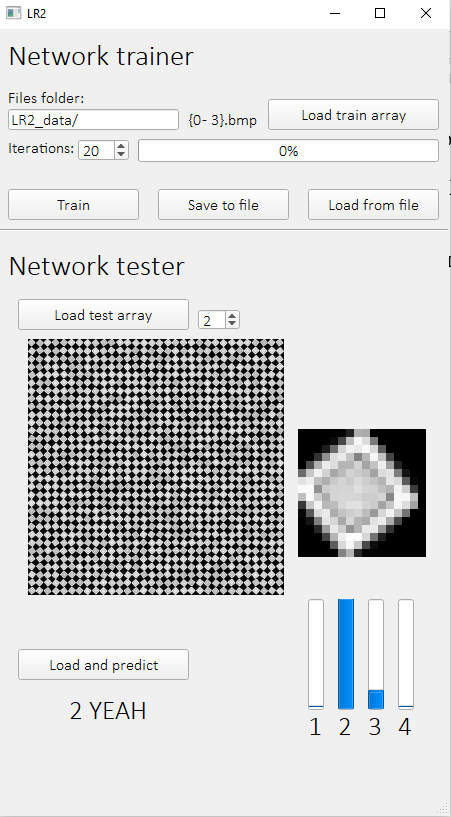 LR2
Network trainer
Files folder:
LR2_data/ {0- 3}.bmp Load train array
Iterations: 20 0%
Train Save to file Load from file
Network tester
Load test array 2
Load and predict
2 YEAH
1 2 3 4